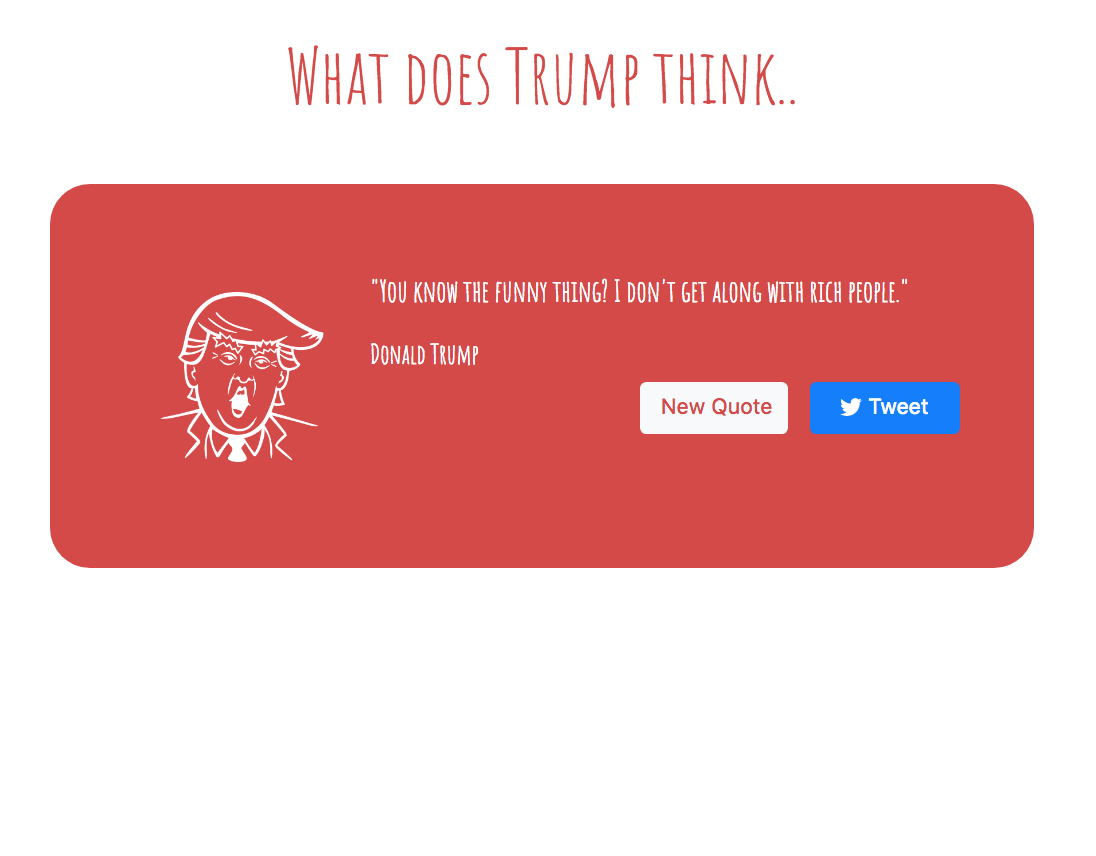 What does Trump think..
"You know the funny thing? I don't get along with rich people."
Donald Trump
New Quote
Tweet